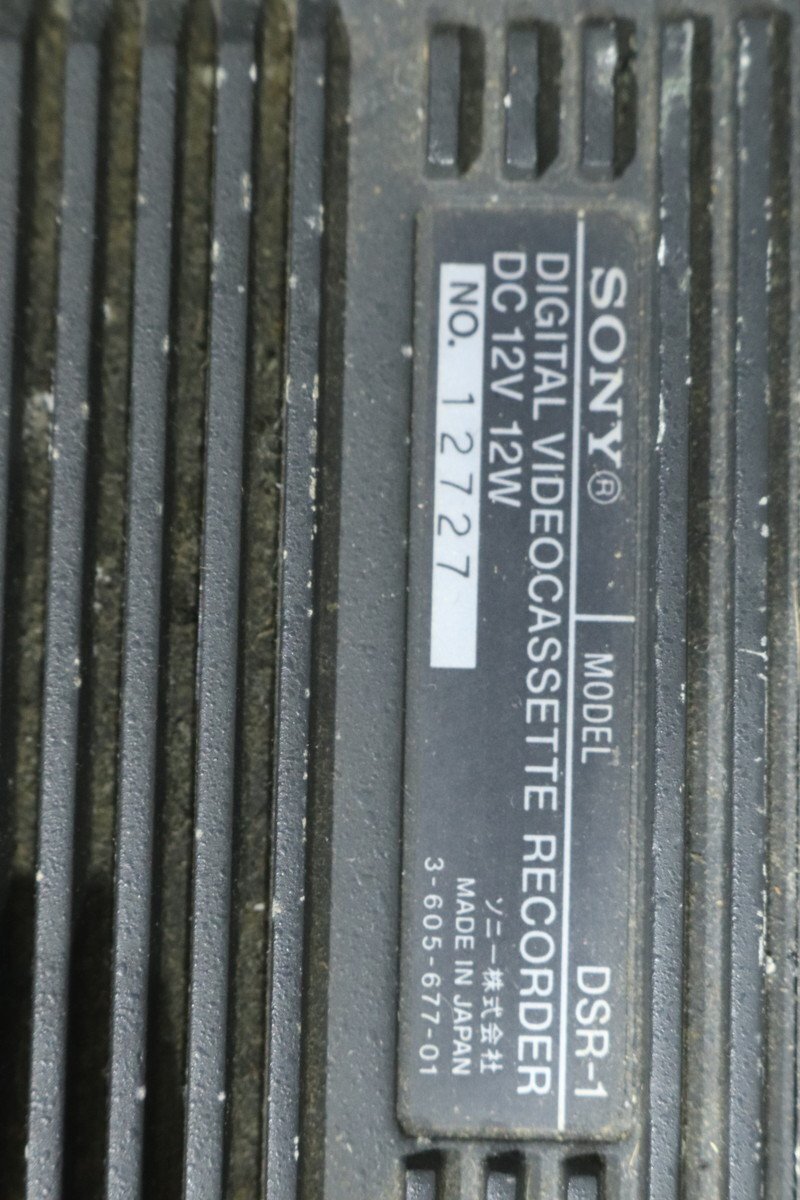 SONY® MODEL DSR-1
DIGITAL VIDEOCASSETTE RECORDER
DC 12V 12W
NO. 12727
ソニー株式会社
MADE IN JAPAN
3-605-677-01